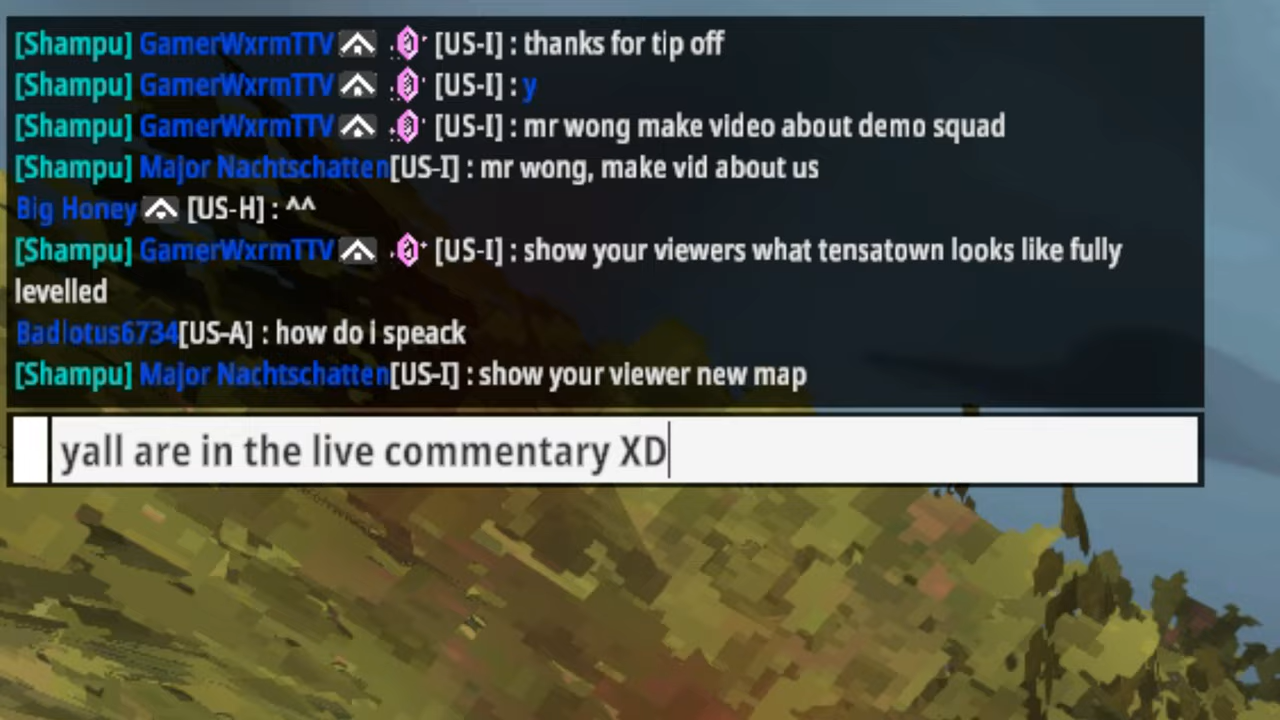 [Shampu] GamerWxrmTTV [US-I] : thanks for tip off
[Shampu] GamerWxrmTTV [US-I] : y
[Shampu] GamerWxrmTTV [US-I] : mr wong make video about demo squad
[Shampu] Major Nachtschatten[US-I] : mr wong, make vid about us
Big Honey [US-H] : ^^
[Shampu] GamerWxrmTTV [US-I] : show your viewers what tensatown looks like fully
levelled
Badlotus6734[US-A] : how do i speack
[Shampu] Major Nachtschatten[US-I] : show your viewer new map
yall are in the live commentary XD